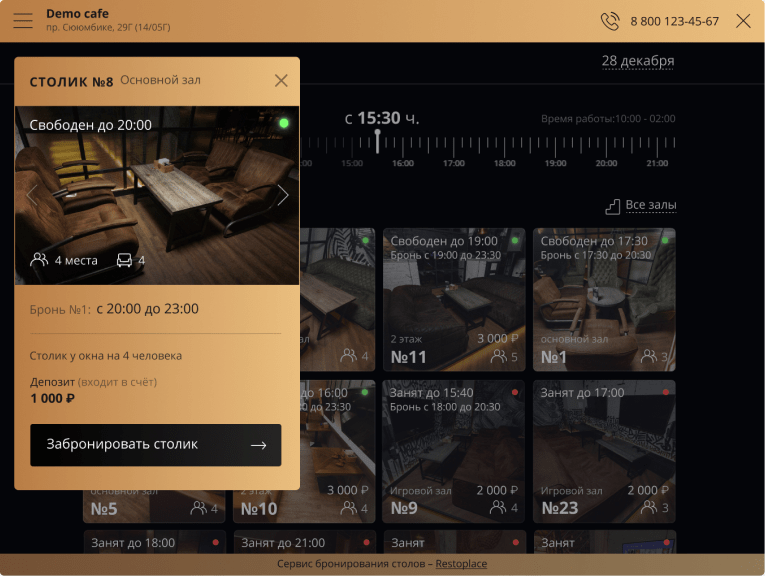 Demo cafe
пр. Сююмбике, 29Г (14/05Г)
8 800 123-45-67
28 декабря
СТОЛИК №8 Основной зал
Свободен до 20:00
4 места 4
Бронь №1: с 20:00 до 23:00
Столик у окна на 4 человека
Депозит (входит в счёт)
1 000 ₽
Забронировать столик
с 15:30 ч.
Время работы:10:00 - 02:00
:00 15:00 16:00 17:00 18:00 19:00 20:00 21:00
Все залы
4
Свободен до 19:00
Бронь с 19:00 до 23:30
2 этаж 3 000 ₽
№11 5
Свободен до 17:30
Бронь с 17:30 до 20:30
основной зал
№1 3
основной зал
№5 4
до 16:00
до 23:30
2 этаж 3 000 ₽
№10 4
Занят до 15:40
Бронь с 18:00 до 20:30
Игровой зал 2 000 ₽
№9 4
Занят до 17:00
Игровой зал 2 000 ₽
№23 3
Занят до 18:00
Занят до 21:00
Занят
Занят
Сервис бронирования столов – Restoplace